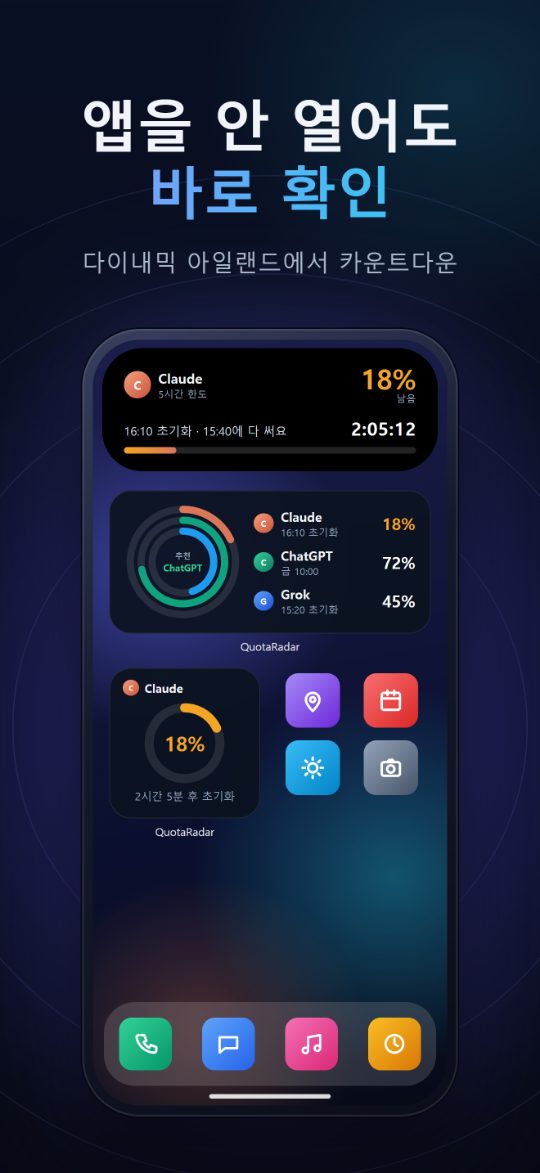 앱을 안 열어도
바로 확인
다이내믹 아일랜드에서 카운트다운
C
Claude
5시간 한도
18%
남음
16:10 초기화 · 15:40에 다 써요
2:05:12
추천
ChatGPT
C
Claude
16:10 초기화
18%
C
ChatGPT
금 10:00
72%
G
Grok
15:20 초기화
45%
QuotaRadar
C
Claude
18%
2시간 5분 후 초기화
QuotaRadar